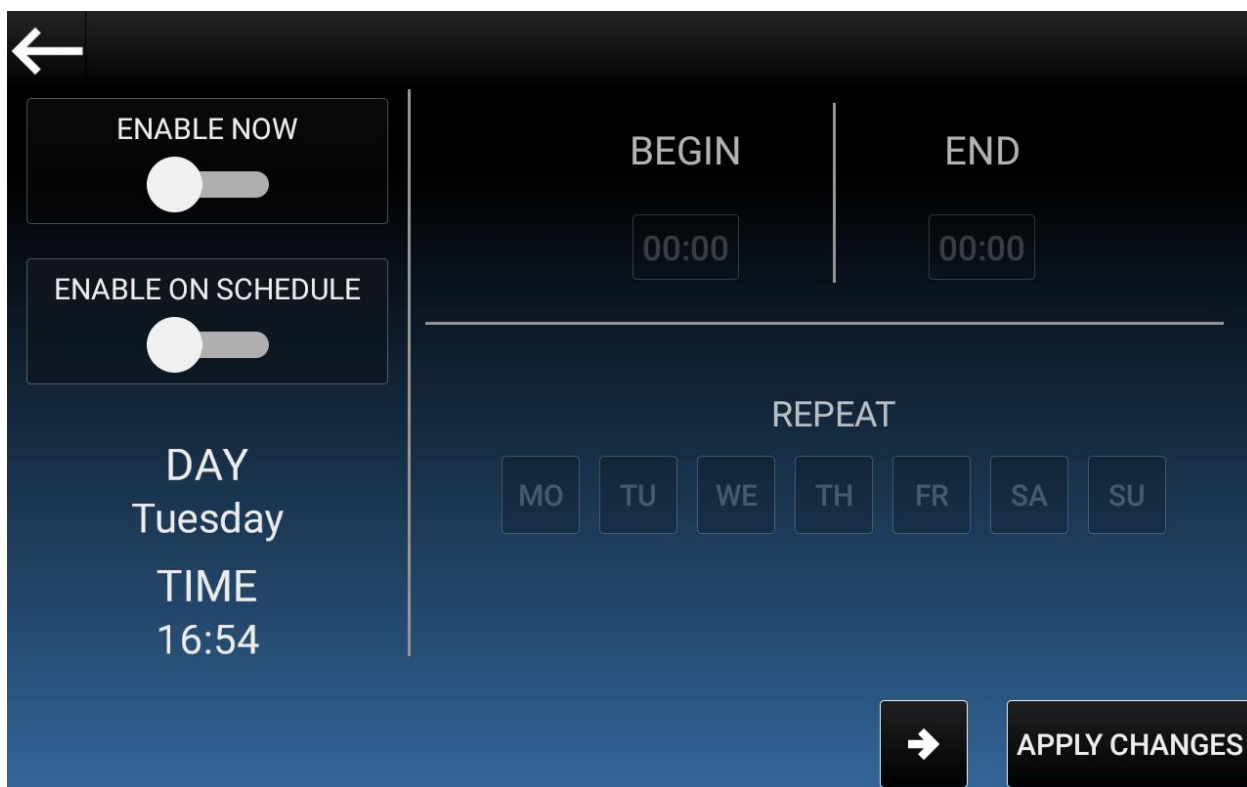 ENABLE NOW
ENABLE ON SCHEDULE
DAY
Tuesday
TIME
16:54
BEGIN
END
00:00
00:00
REPEAT
MO TU WE TH FR SA SU
APPLY CHANGES